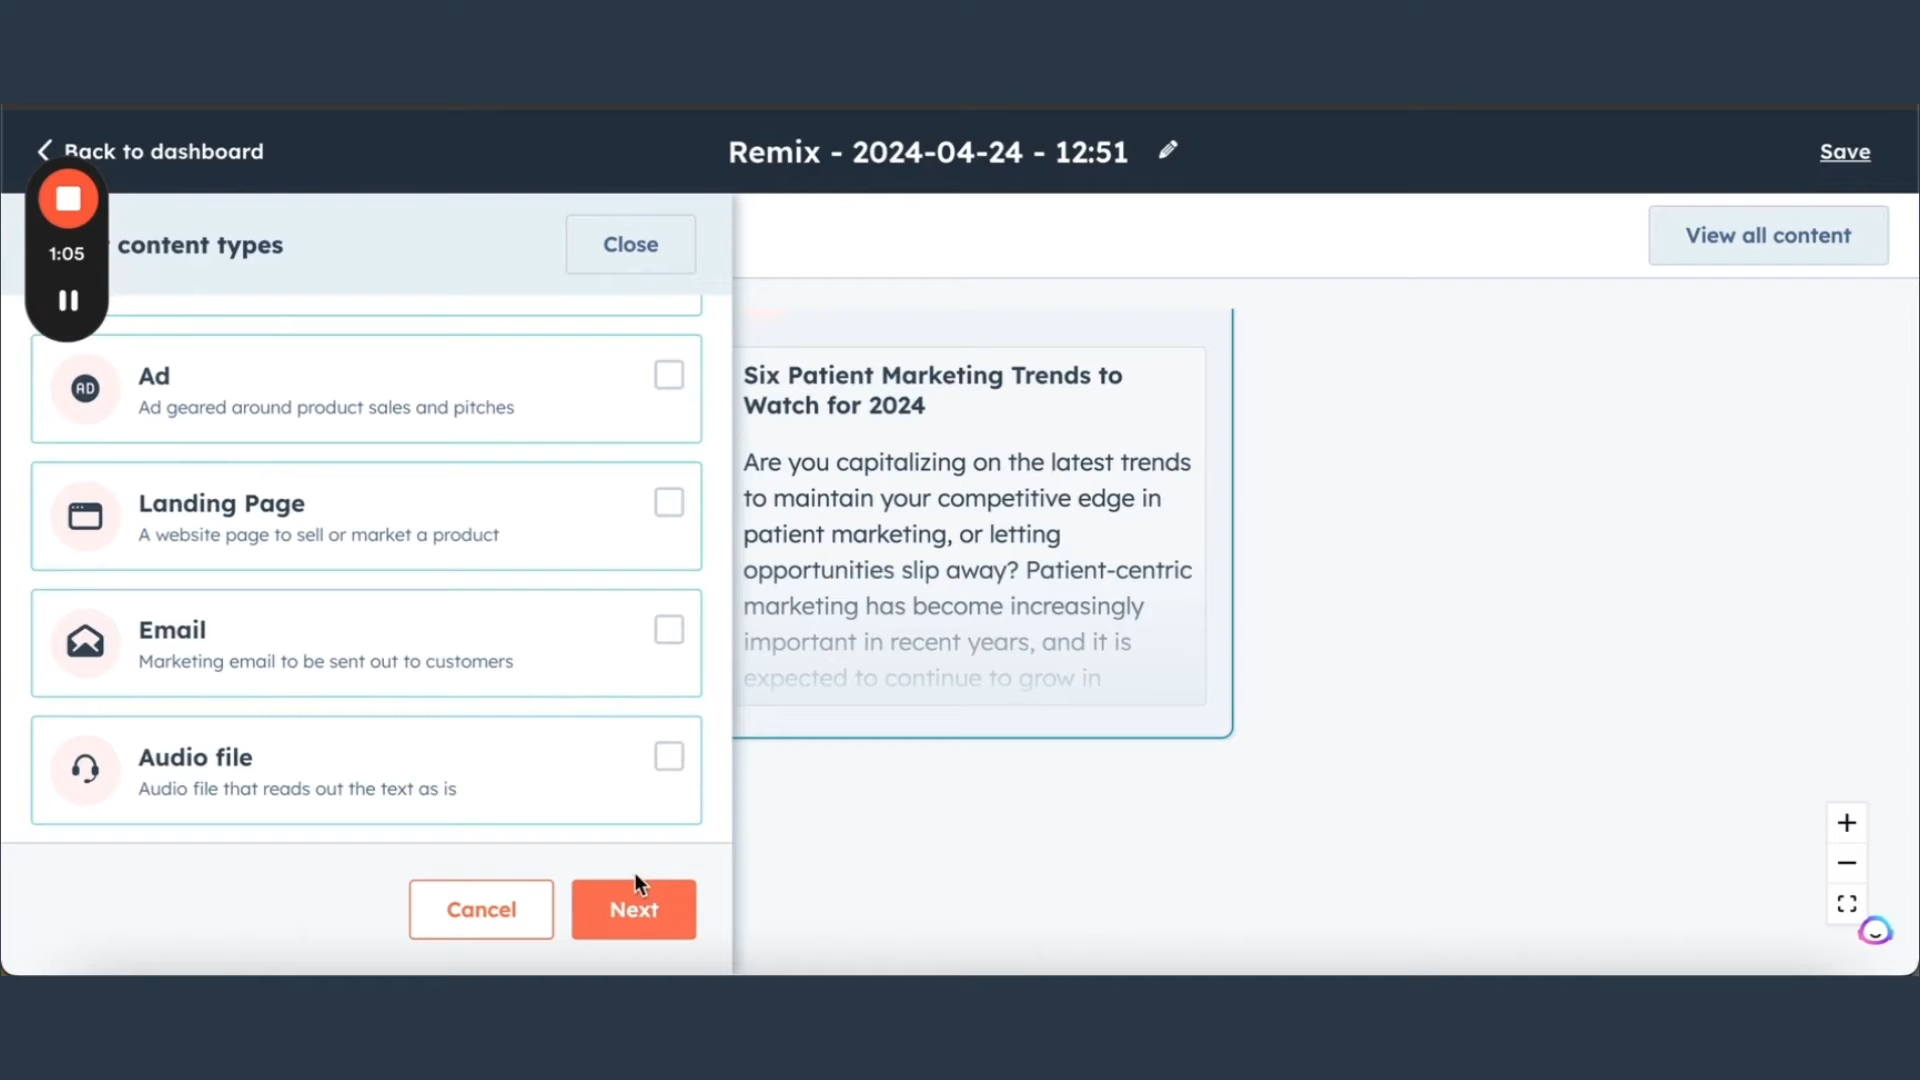 Back to dashboard
Remix - 2024-04-24 - 12:51
Save
1:05
content types
Close
View all content
AD
Ad
Ad geared around product sales and pitches
Landing Page
A website page to sell or market a product
Email
Marketing email to be sent out to customers
Audio file
Audio file that reads out the text as is
Cancel
Next
Six Patient Marketing Trends to
Watch for 2024
Are you capitalizing on the latest trends
to maintain your competitive edge in
patient marketing, or letting
opportunities slip away? Patient-centric
marketing has become increasingly
important in recent years, and it is
expected to continue to grow in